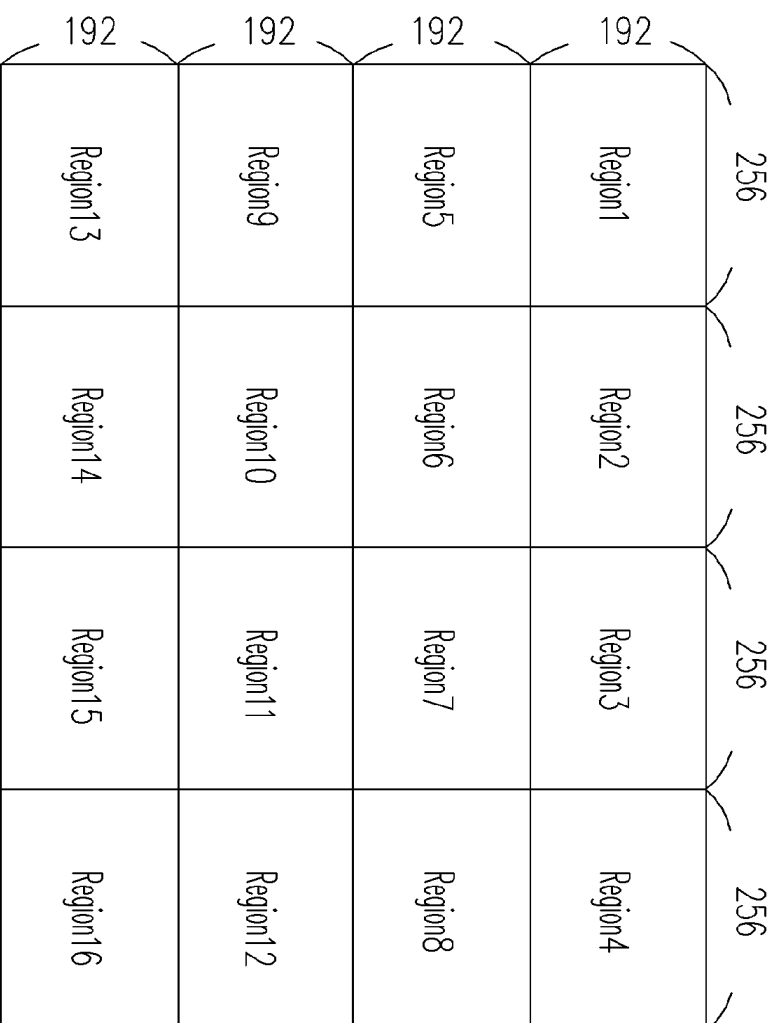 256 256 256 256
192 Region1 Region2 Region3 Region4
192 Region5 Region6 Region7 Region8
192 Region9 Region10 Region11 Region12
192 Region13 Region14 Region15 Region16